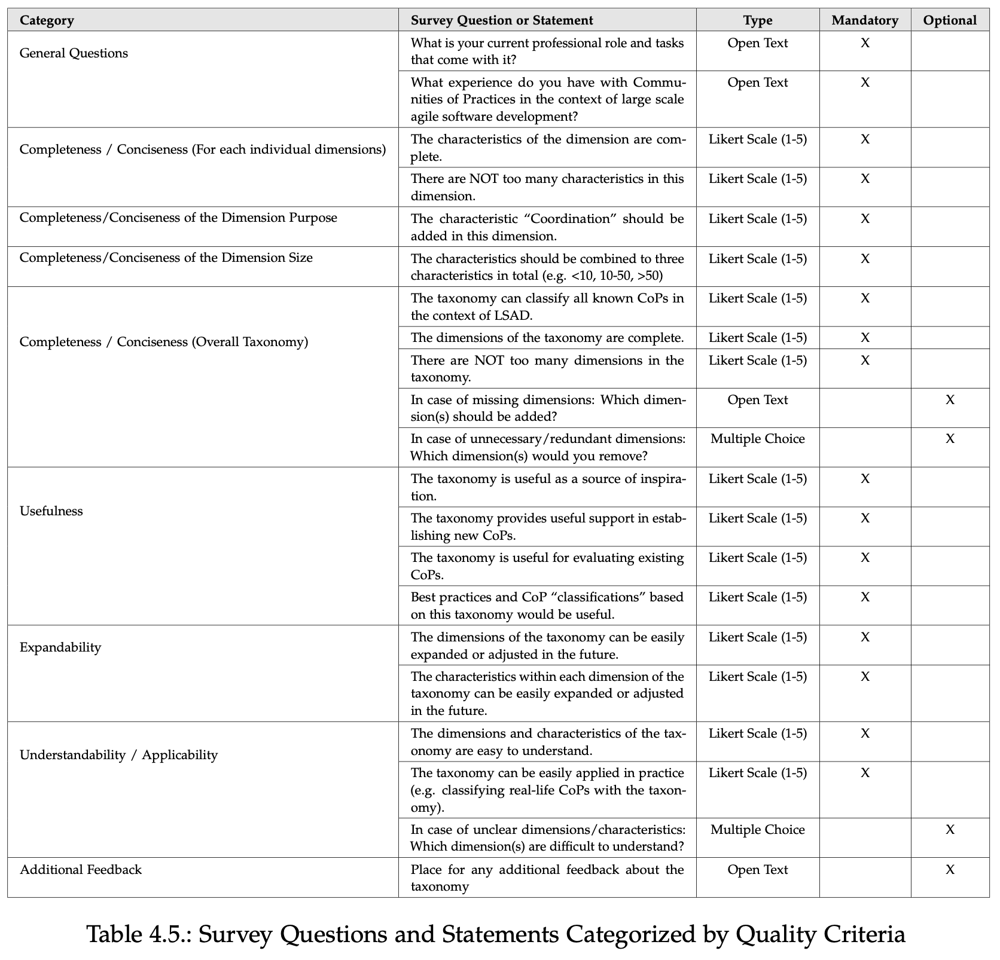 Category Survey Question or Statement Type Mandatory Optional
General Questions
What is your current professional role and tasks Open Text X
that come with it?
What experience do you have with Commu- Open Text X
nities of Practices in the context of large scale
agile software development?
Completeness / Conciseness (For each individual dimensions)
The characteristics of the dimension are com- Likert Scale (1-5) X
plete.
There are NOT too many characteristics in this Likert Scale (1-5) X
dimension.
Completeness/Conciseness of the Dimension Purpose The characteristic “Coordination” should be Likert Scale (1-5) X
added in this dimension.
Completeness/Conciseness of the Dimension Size The characteristics should be combined to three Likert Scale (1-5) X
characteristics in total (e.g. <10, 10-50, >50)
Completeness / Conciseness (Overall Taxonomy)
The taxonomy can classify all known CoPs in Likert Scale (1-5) X
the context of LSAD.
The dimensions of the taxonomy are complete. Likert Scale (1-5) X
There are NOT too many dimensions in the Likert Scale (1-5) X
taxonomy.
In case of missing dimensions: Which dimen- Open Text X
sion(s) should be added?
In case of unnecessary/redundant dimensions: Multiple Choice X
Which dimension(s) would you remove?
Usefulness
The taxonomy is useful as a source of inspira- Likert Scale (1-5) X
tion.
The taxonomy provides useful support in estab- Likert Scale (1-5) X
lishing new CoPs.
The taxonomy is useful for evaluating existing Likert Scale (1-5) X
CoPs.
Best practices and CoP “classifications” based Likert Scale (1-5) X
on this taxonomy would be useful.
Expandability
The dimensions of the taxonomy can be easily Likert Scale (1-5) X
expanded or adjusted in the future.
The characteristics within each dimension of the Likert Scale (1-5) X
taxonomy can be easily expanded or adjusted
in the future.
Understandability / Applicability
The dimensions and characteristics of the tax- Likert Scale (1-5) X
onomy are easy to understand.
The taxonomy can be easily applied in practice Likert Scale (1-5) X
(e.g. classifying real-life CoPs with the taxon-
omy).
In case of unclear dimensions/characteristics: Multiple Choice X
Which dimension(s) are difficult to understand?
Additional Feedback Place for any additional feedback about the Open Text X
taxonomy
Table 4.5.: Survey Questions and Statements Categorized by Quality Criteria